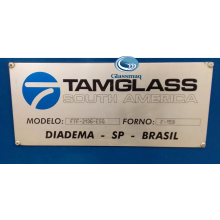 Glassmaq
TAMGLASS
SOUTH AMERICA
MODELO:
FORNO:
DIADEMA - SP - BRASIL